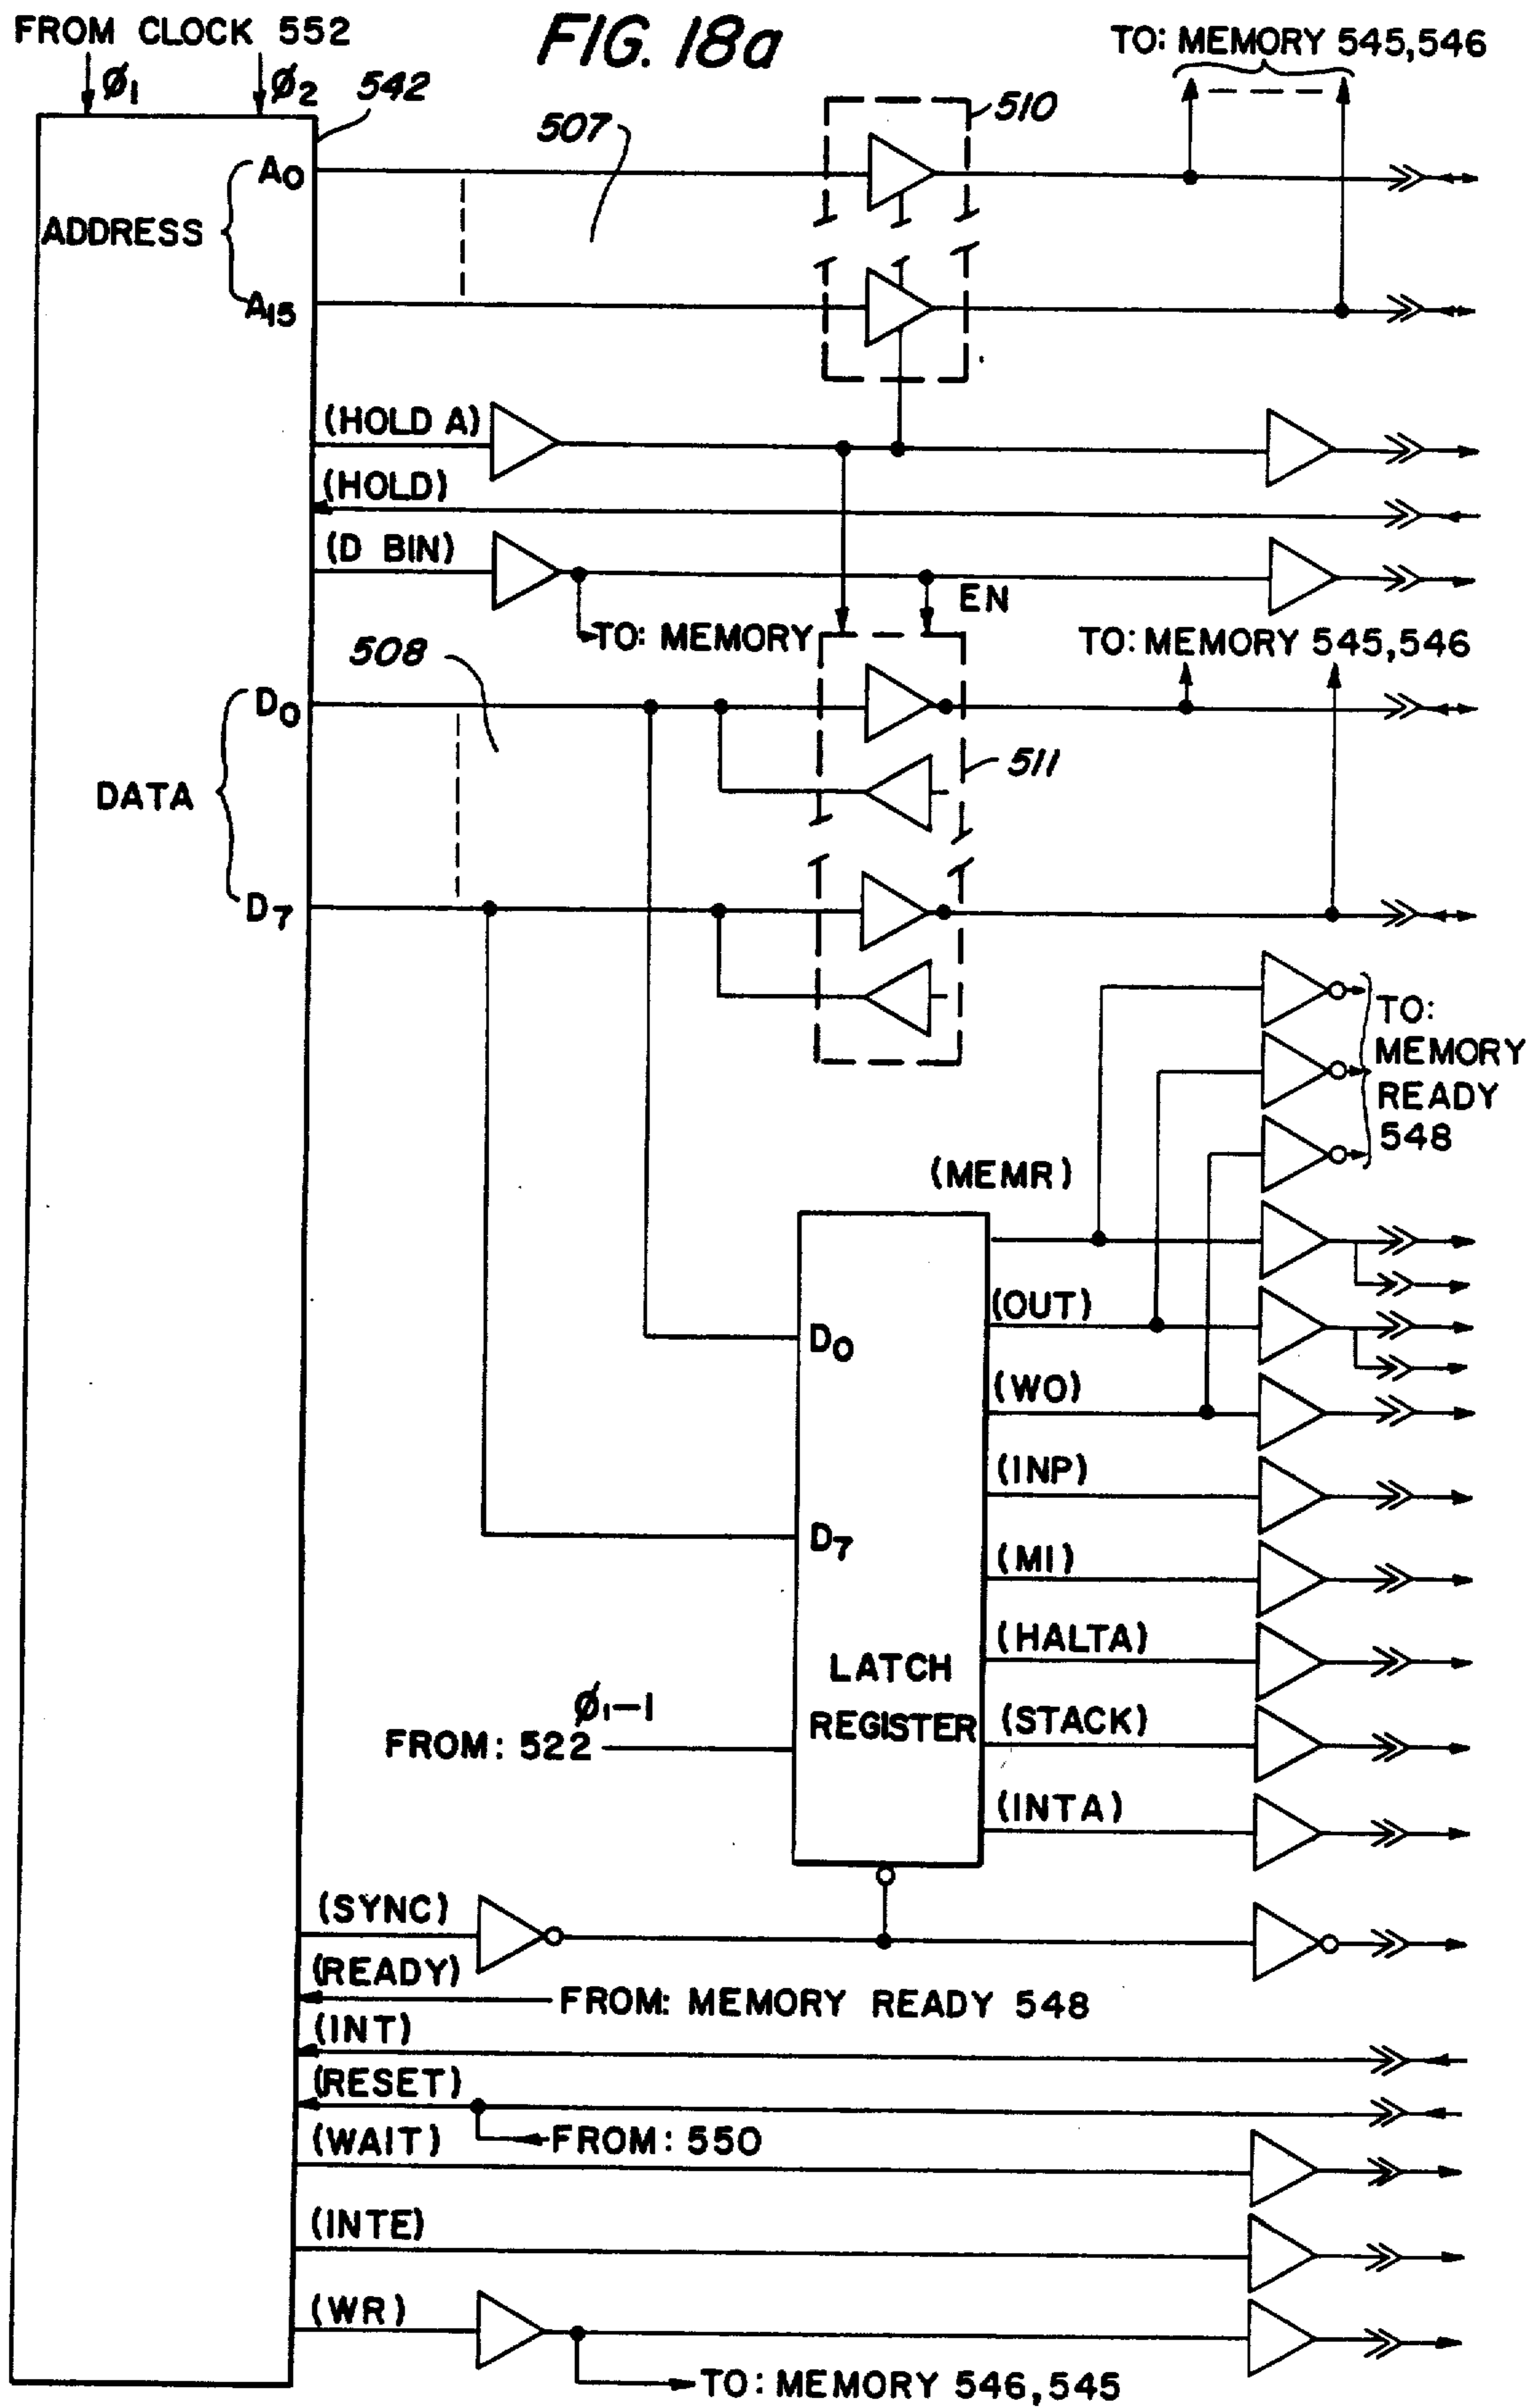 FROM CLOCK 552
FIG. 18a
TO: MEMORY 545,546
Ø1
Ø2
542
507
510
A0
ADDRESS
A15
(HOLD A)
(HOLD)
(D BIN)
EN
TO: MEMORY
TO: MEMORY 545,546
508
D0
511
DATA
D7
TO:
MEMORY
READY
548
(MEMR)
(OUT)
D0
(WO)
(INP)
D7
(MI)
(HALTA)
LATCH
REGISTER
Ø1-1
FROM: 522
(STACK)
(INTA)
(SYNC)
(READY)
FROM: MEMORY READY 548
(INT)
(RESET)
FROM: 550
(WAIT)
(INTE)
(WR)
TO: MEMORY 546,545